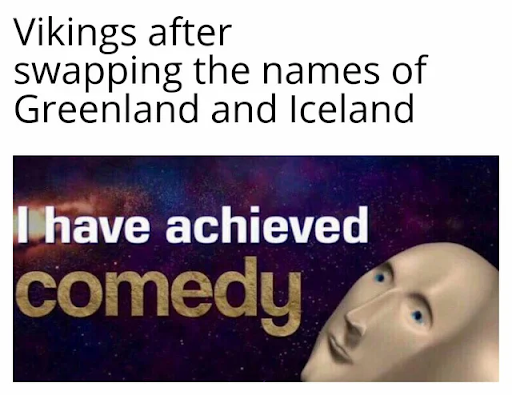 Vikings after
swapping the names of
Greenland and Iceland
I have achieved
comedy